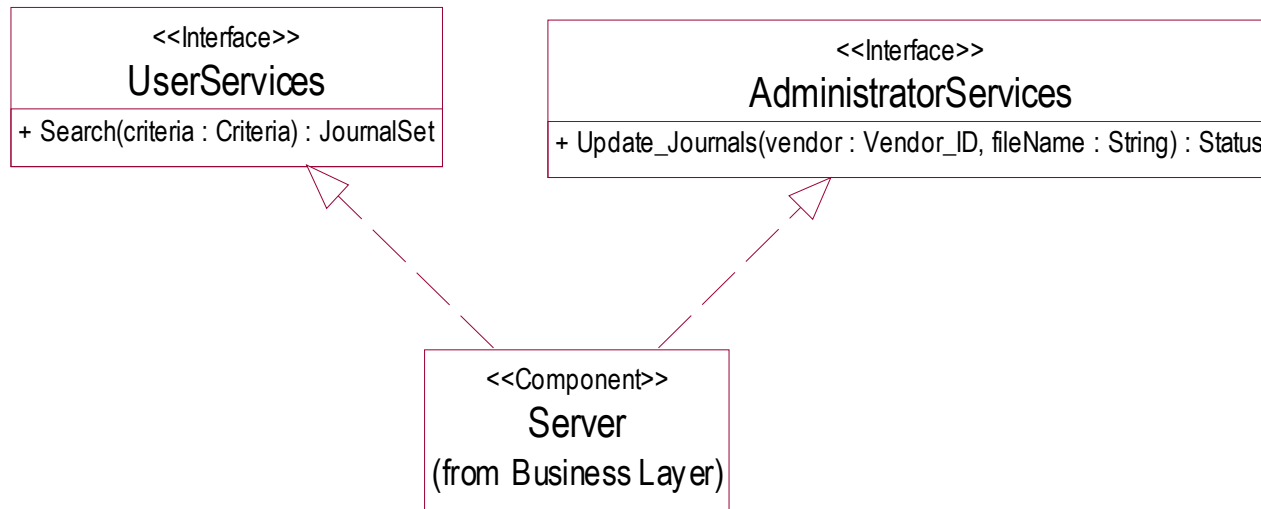 <<Interface>>
UserServices
+ Search(criteria : Criteria) : JournalSet
<<Interface>>
AdministratorServices
+ Update_Journals(vendor : Vendor_ID, fileName : String) : Status
<<Component>>
Server
(from Business Layer)